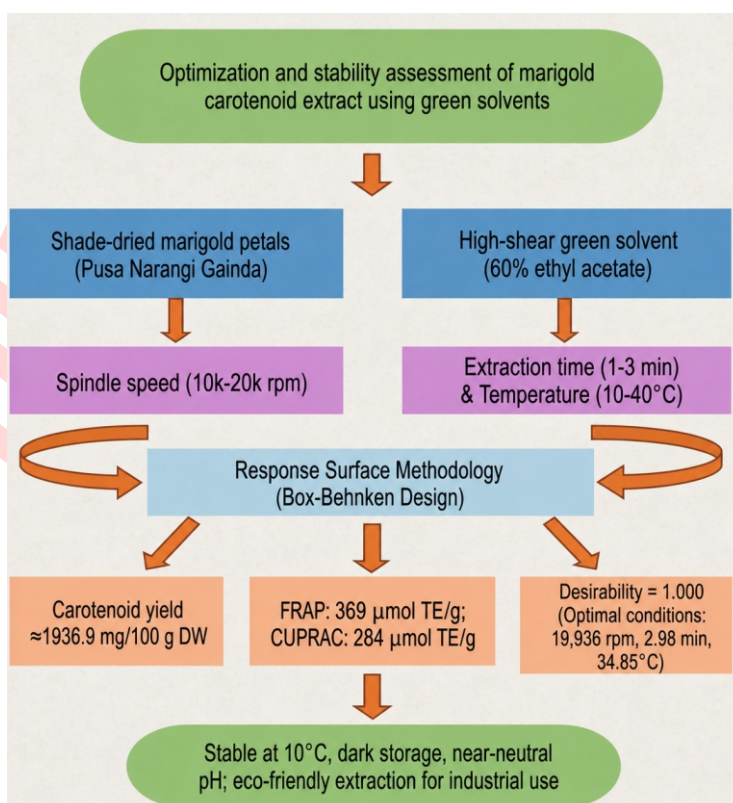 Optimization and stability assessment of marigold
carotenoid extract using green solvents
Shade-dried marigold petals
(Pusa Narangi Gainda)
High-shear green solvent
(60% ethyl acetate)
Spindle speed (10k-20k rpm)
Extraction time (1-3 min)
& Temperature (10-40°C)
Response Surface Methodology
(Box-Behnken Design)
Carotenoid yield
≈1936.9 mg/100 g DW
FRAP: 369 μmol TE/g;
CUPRAC: 284 μmol TE/g
Desirability = 1.000
(Optimal conditions:
19,936 rpm, 2.98 min,
34.85°C)
Stable at 10°C, dark storage, near-neutral
pH; eco-friendly extraction for industrial use